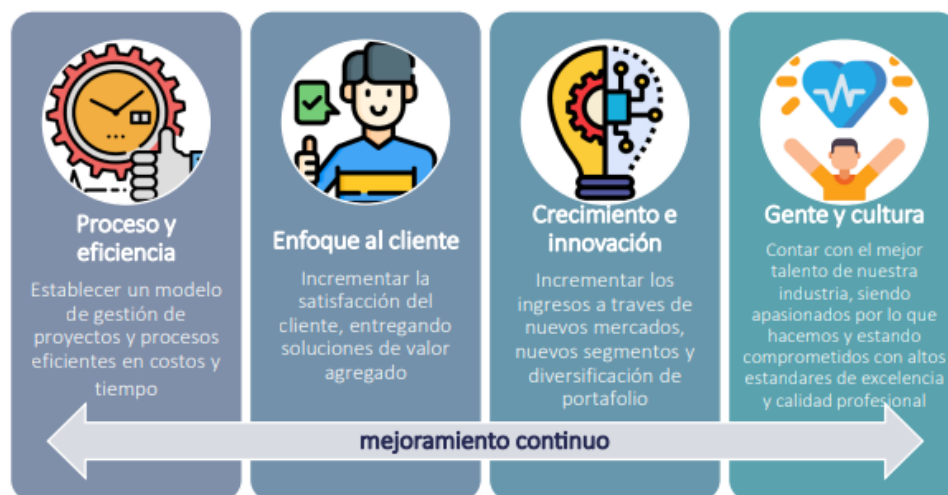 Proceso y
eficiencia
Establecer un modelo
de gestión de
proyectos y procesos
eficientes en costos y
tiempo
Enfoque al cliente
Incrementar la
satisfacción del
cliente, entregando
soluciones de valor
agregado
Crecimiento e
innovación
Incrementar los
ingresos a traves de
nuevos mercados,
nuevos segmentos y
diversificación de
portafolio
Gente y cultura
Contar con el mejor
talento de nuestra
industria, siendo
apasionados por lo que
hacemos y estando
comprometidos con altos
estandares de excelencia
y calidad profesional
mejoramiento continuo